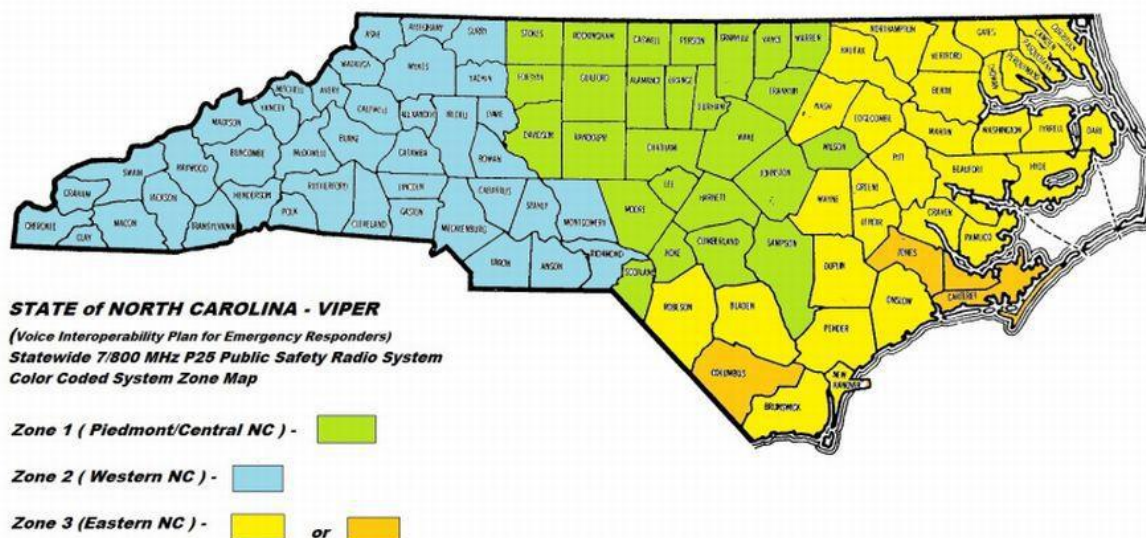 ASHE
ALLEGHANY
SURRY
STOKES
ROCKINGHAM
CASWELL
PERSON
GRANVILLE
VANCE
WARREN
NORTHAMPTON
GATES
CAMDEN
HALIFAX
HERTFORD
PERQUIMANS
WATAUGA
WILKES
YADKIN
FORSYTH
GUILFORD
ALAMANCE
ORANGE
DURHAM
FRANKLIN
NASH
BERTIE
MITCHELL
AVERY
YANCEY
CALDWELL
ALEXANDER
IREDELL
DAVIE
DAVIDSON
RANDOLPH
CHATHAM
WAKE
WILSON
EDGECOMBE
MARTIN
WASHINGTON
TYRRELL
DARE
MADISON
BUNCOMBE
McDOWELL
BURKE
CATAWBA
ROWAN
PITT
BEAUFORT
HYDE
SWAIN
HAYWOOD
RUTHERFORD
LINCOLN
CABARRUS
STANLY
MONTGOMERY
MOORE
LEE
HARNETT
JOHNSTON
WAYNE
GREENE
LENOIR
CRAVEN
PAMLICO
GRAHAM
JACKSON
HENDERSON
POLK
CLEVELAND
GASTON
MECKLENBURG
CHEROKEE
CLAY
MACON
TRANSYLVANIA
UNION
ANSON
RICHMOND
SCOTLAND
HOKE
CUMBERLAND
SAMPSON
DUPLIN
JONES
CARTERET
ONSLOW
ROBESON
BLADEN
PENDER
COLUMBUS
NEW
HANOVER
BRUNSWICK
STATE of NORTH CAROLINA - VIPER
(Voice Interoperability Plan for Emergency Responders)
Statewide 7/800 MHz P25 Public Safety Radio System
Color Coded System Zone Map
Zone 1 ( Piedmont/Central NC ) -
Zone 2 ( Western NC ) -
Zone 3 (Eastern NC ) - or